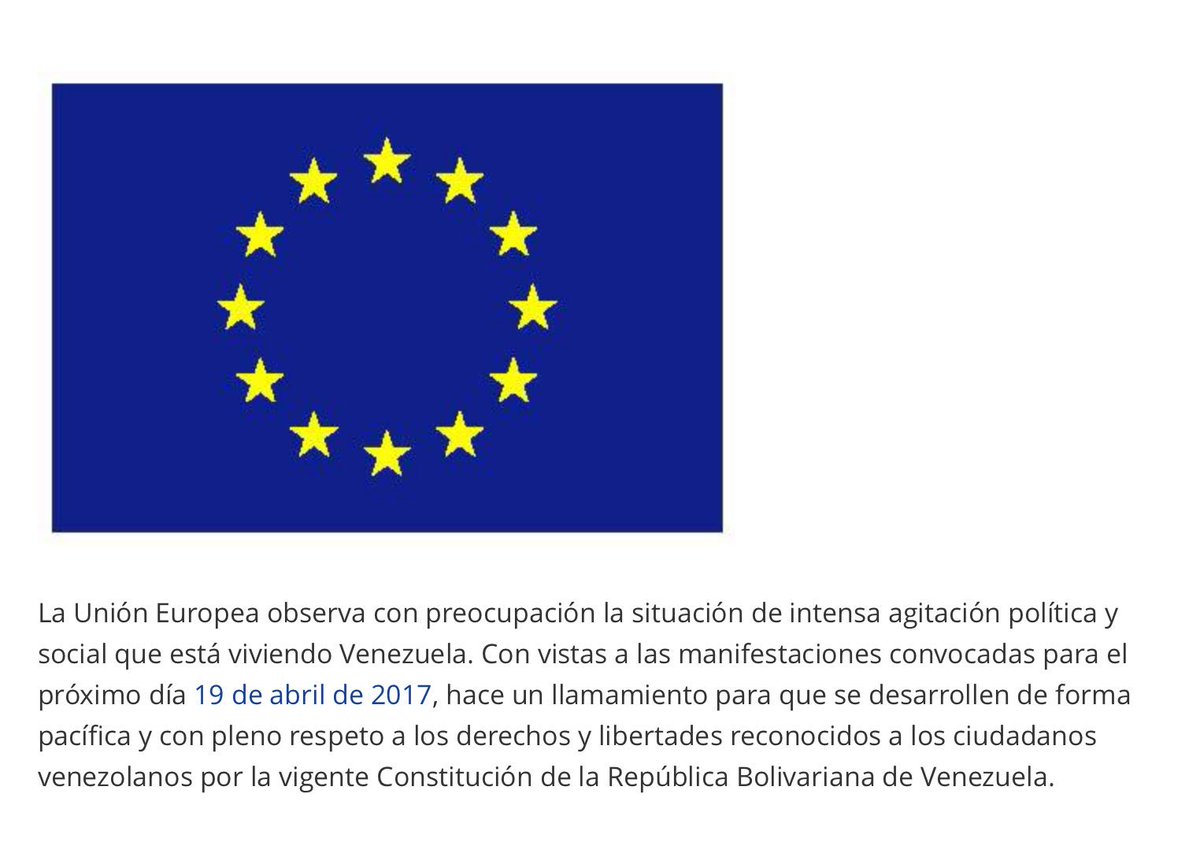 La Unión Europea observa con preocupación la situación de intensa agitación política y
social que está viviendo Venezuela. Con vistas a las manifestaciones convocadas para el
próximo día 19 de abril de 2017, hace un llamamiento para que se desarrollen de forma
pacífica y con pleno respeto a los derechos y libertades reconocidos a los ciudadanos
venezolanos por la vigente Constitución de la República Bolivariana de Venezuela.